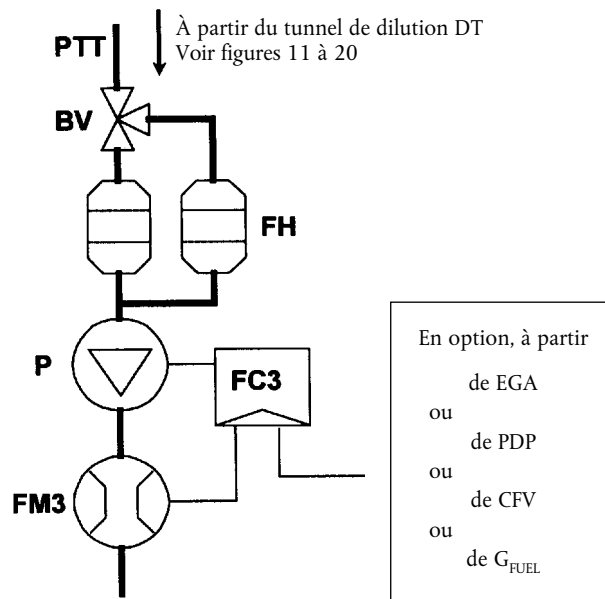 À partir du tunnel de dilution DT
PTT
Voir figures 11 à 20
BV
FH
P
FC3
FM3
En option, à partir
de EGA
ou
de PDP
ou
de CFV
ou
de G_FUEL